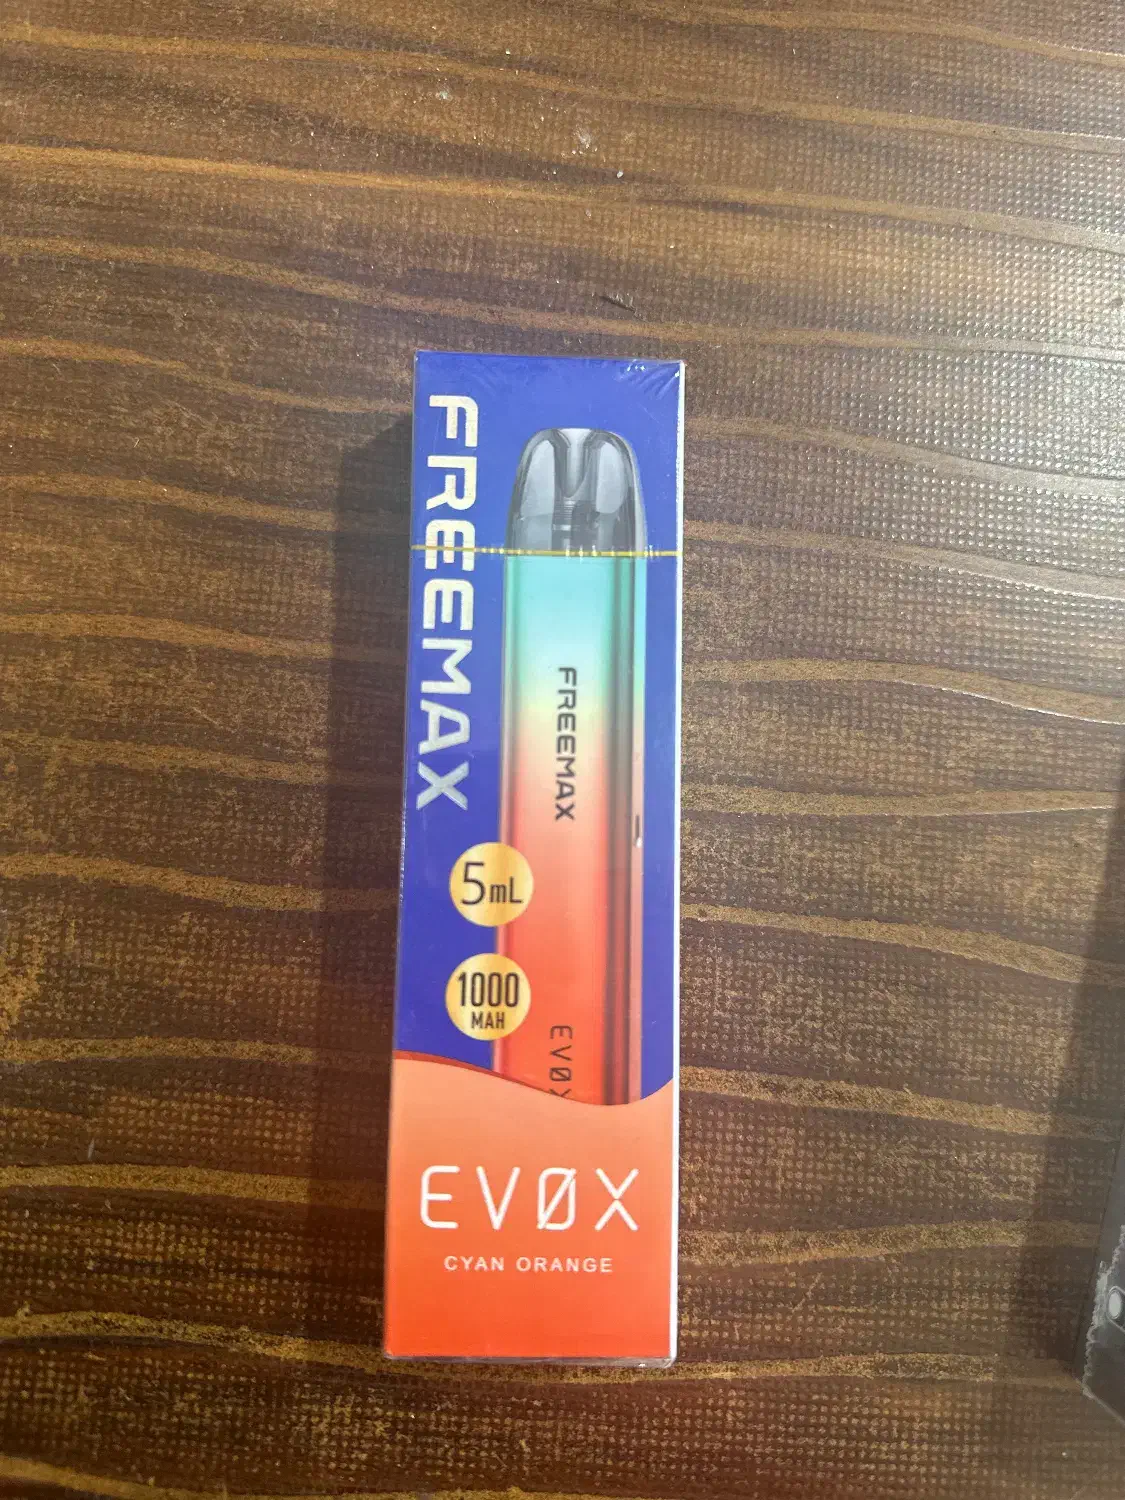 FREEMAX
FREEMAX
5mL
1000
MAH
EVØX
EVØX
CYAN ORANGE